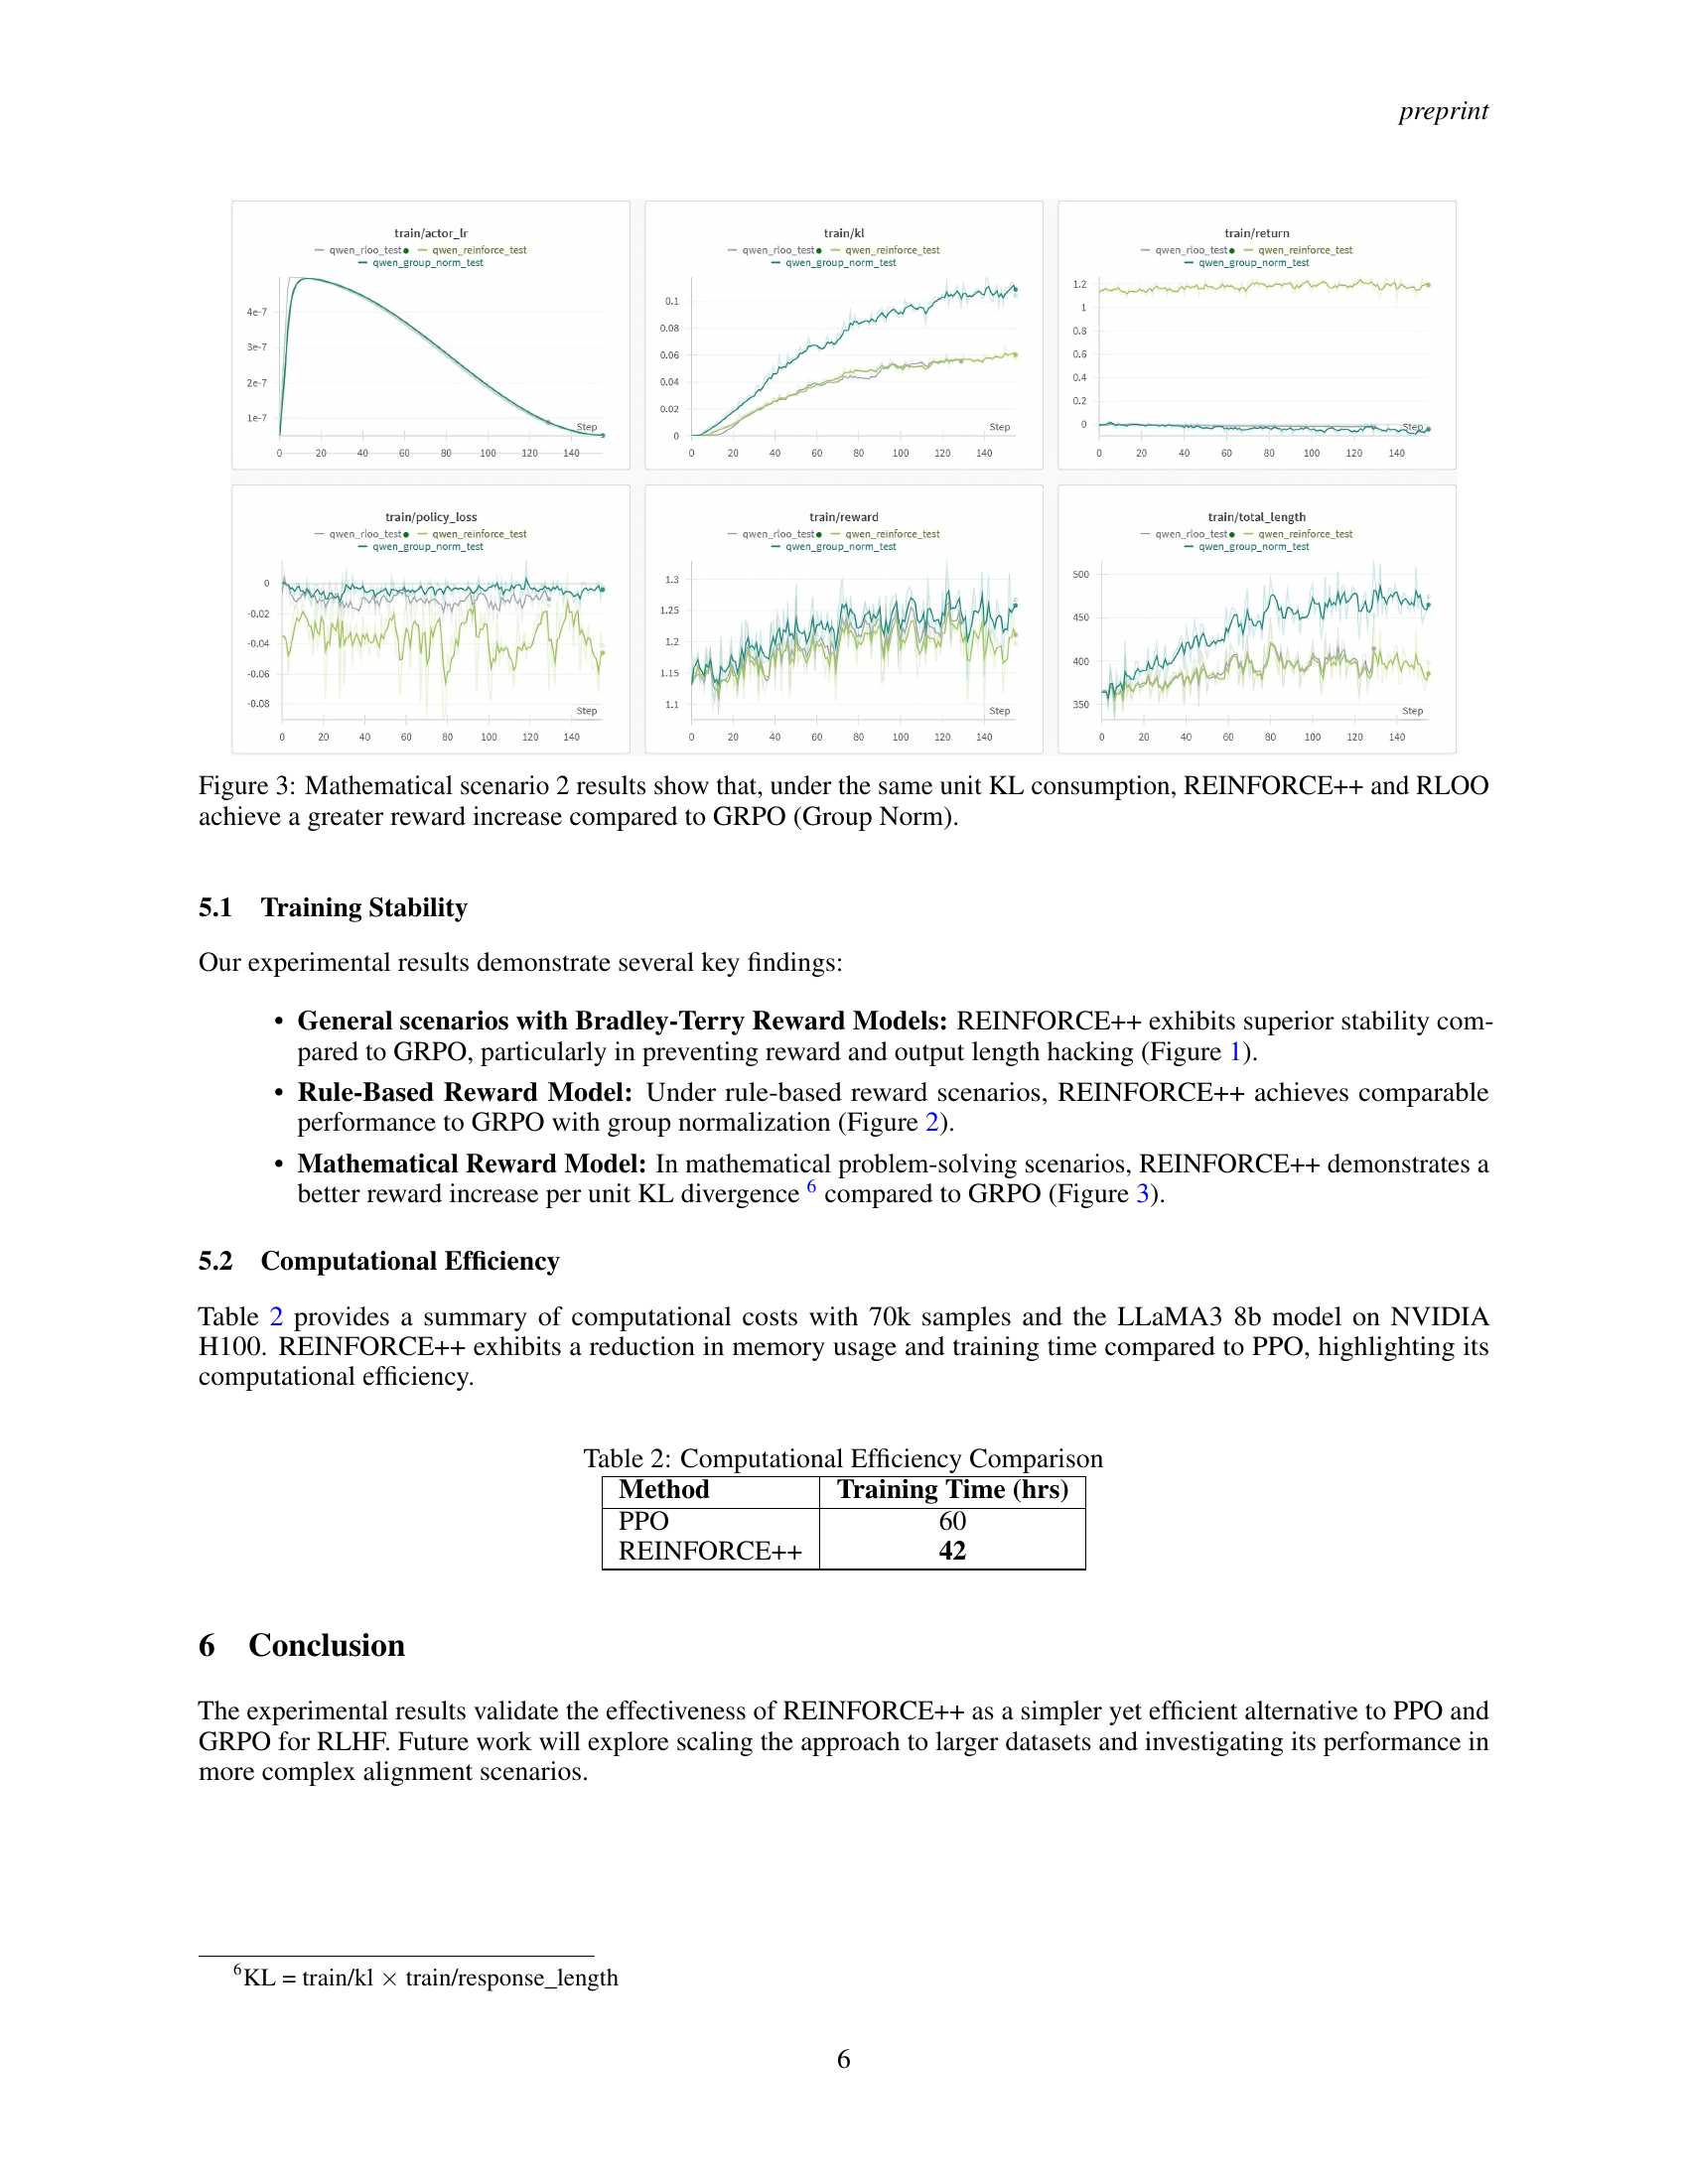 preprint
train/actor_lr
qwen_rloo_test qwen_reinforce_test
qwen_group_norm_test
4e-7
3e-7
2e-7
1e-7
Step
0 20 40 60 80 100 120 140
train/kl
qwen_rloo_test qwen_reinforce_test
qwen_group_norm_test
0.1
0.08
0.06
0.04
0.02
0
Step
0 20 40 60 80 100 120 140
train/return
qwen_rloo_test qwen_reinforce_test
qwen_group_norm_test
1.2
1
0.8
0.6
0.4
0.2
0
Step
0 20 40 60 80 100 120 140
train/policy_loss
qwen_rloo_test qwen_reinforce_test
qwen_group_norm_test
0
-0.02
-0.04
-0.06
-0.08
Step
0 20 40 60 80 100 120 140
train/reward
qwen_rloo_test qwen_reinforce_test
qwen_group_norm_test
1.3
1.25
1.2
1.15
1.1
Step
0 20 40 60 80 100 120 140
train/total_length
qwen_rloo_test qwen_reinforce_test
qwen_group_norm_test
500
450
400
350
Step
0 20 40 60 80 100 120 140
Figure 3: Mathematical scenario 2 results show that, under the same unit KL consumption, REINFORCE++ and RLOO
achieve a greater reward increase compared to GRPO (Group Norm).
5.1 Training Stability
Our experimental results demonstrate several key findings:
• General scenarios with Bradley-Terry Reward Models: REINFORCE++ exhibits superior stability com-
pared to GRPO, particularly in preventing reward and output length hacking (Figure 1).
• Rule-Based Reward Model: Under rule-based reward scenarios, REINFORCE++ achieves comparable
performance to GRPO with group normalization (Figure 2).
• Mathematical Reward Model: In mathematical problem-solving scenarios, REINFORCE++ demonstrates a
better reward increase per unit KL divergence 6 compared to GRPO (Figure 3).
5.2 Computational Efficiency
Table 2 provides a summary of computational costs with 70k samples and the LLaMA3 8b model on NVIDIA
H100. REINFORCE++ exhibits a reduction in memory usage and training time compared to PPO, highlighting its
computational efficiency.
Table 2: Computational Efficiency Comparison
Method Training Time (hrs)
PPO 60
REINFORCE++ 42
6 Conclusion
The experimental results validate the effectiveness of REINFORCE++ as a simpler yet efficient alternative to PPO and
GRPO for RLHF. Future work will explore scaling the approach to larger datasets and investigating its performance in
more complex alignment scenarios.
6KL = train/kl × train/response_length
6